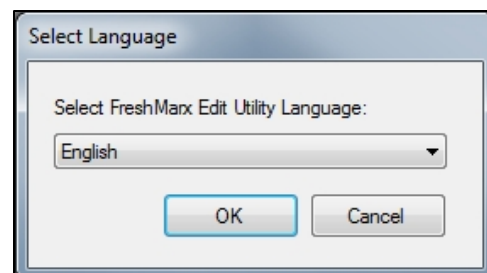 Select Language
Select FreshMarx Edit Utility Language:
English
OK
Cancel